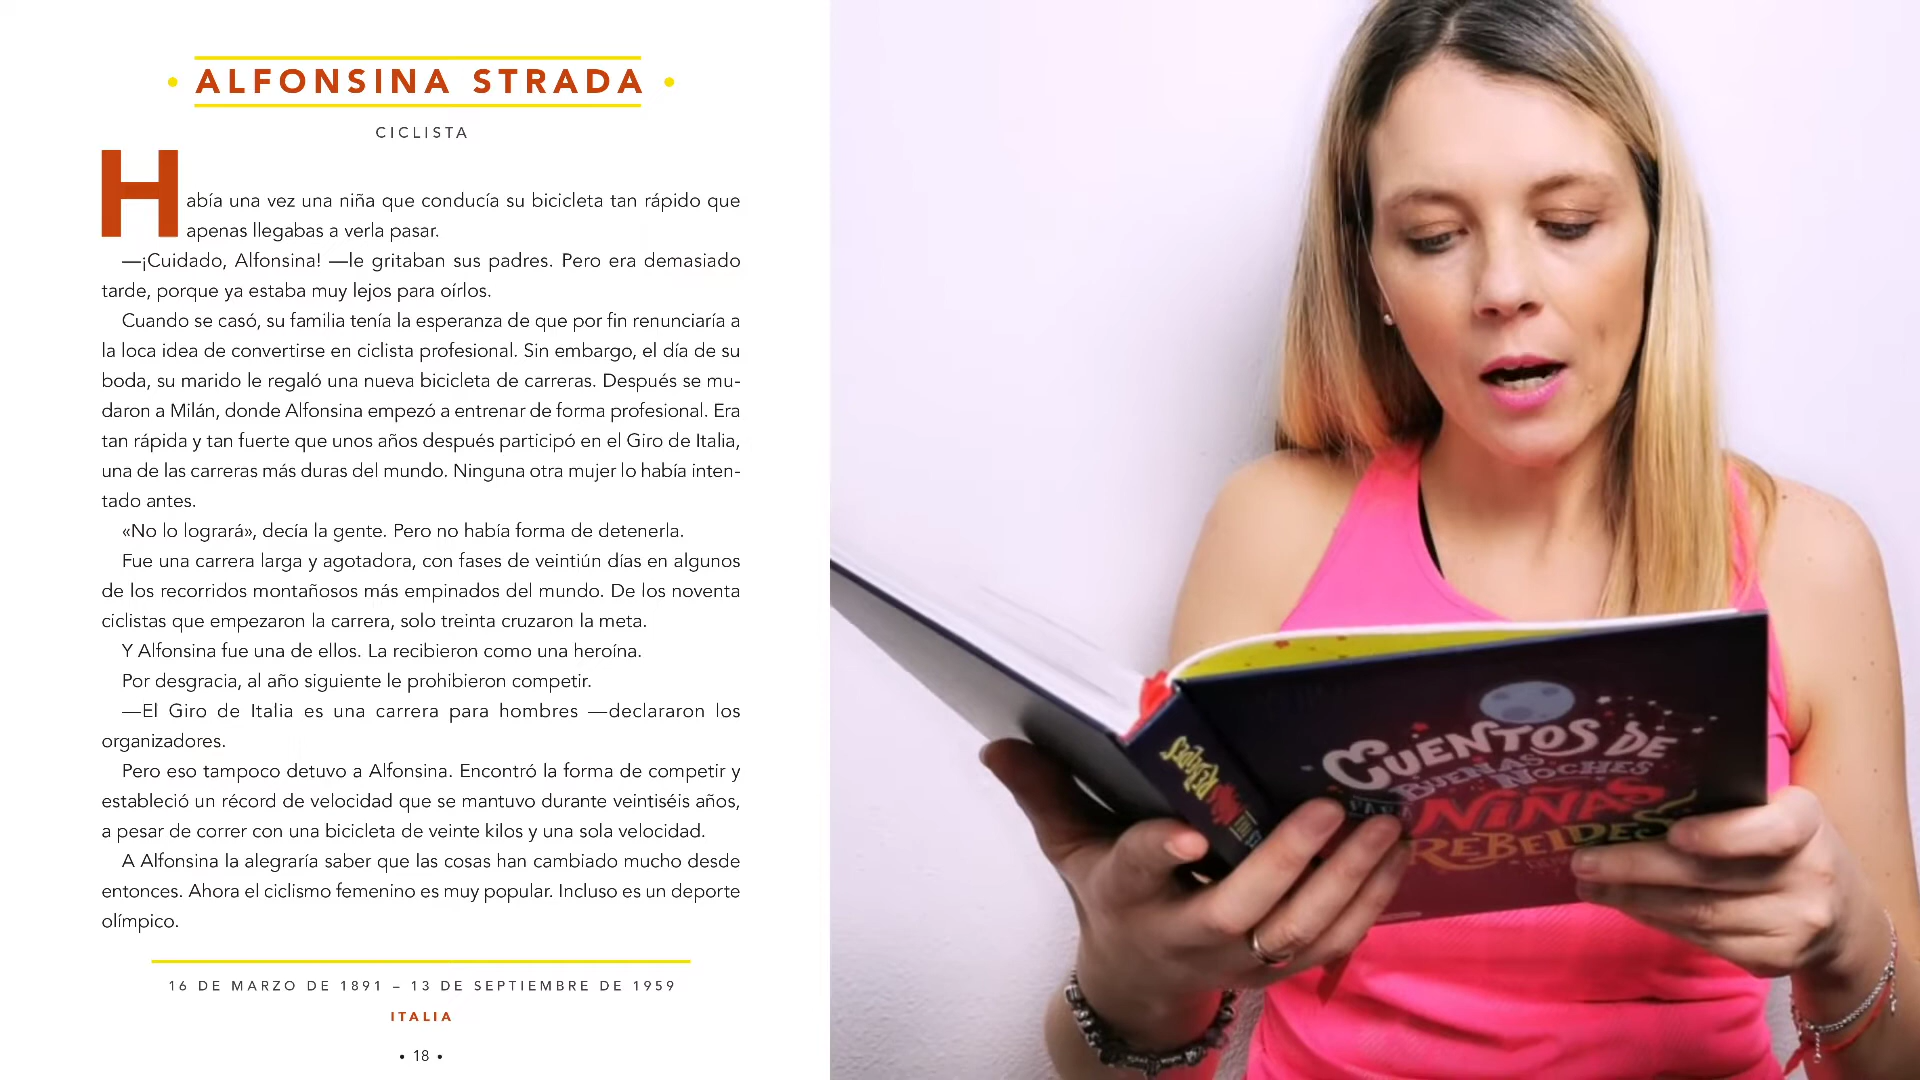 • ALFONSINA STRADA •
CICLISTA
Había una vez una niña que conducía su bicicleta tan rápido que
apenas llegabas a verla pasar.
—¡Cuidado, Alfonsina! —le gritaban sus padres. Pero era demasiado
tarde, porque ya estaba muy lejos para oírlos.
Cuando se casó, su familia tenía la esperanza de que por fin renunciaría a
la loca idea de convertirse en ciclista profesional. Sin embargo, el día de su
boda, su marido le regaló una nueva bicicleta de carreras. Después se mu-
daron a Milán, donde Alfonsina empezó a entrenar de forma profesional. Era
tan rápida y tan fuerte que unos años después participó en el Giro de Italia,
una de las carreras más duras del mundo. Ninguna otra mujer lo había inten-
tado antes.
«No lo logrará», decía la gente. Pero no había forma de detenerla.
Fue una carrera larga y agotadora, con fases de veintiún días en algunos
de los recorridos montañosos más empinados del mundo. De los noventa
ciclistas que empezaron la carrera, solo treinta cruzaron la meta.
Y Alfonsina fue una de ellos. La recibieron como una heroína.
Por desgracia, al año siguiente le prohibieron competir.
—El Giro de Italia es una carrera para hombres —declararon los
organizadores.
Pero eso tampoco detuvo a Alfonsina. Encontró la forma de competir y
estableció un récord de velocidad que se mantuvo durante veintiséis años,
a pesar de correr con una bicicleta de veinte kilos y una sola velocidad.
A Alfonsina la alegraría saber que las cosas han cambiado mucho desde
entonces. Ahora el ciclismo femenino es muy popular. Incluso es un deporte
olímpico.
16 DE MARZO DE 1891 – 13 DE SEPTIEMBRE DE 1959
ITALIA
• 18 •
CUENTOS DE
BUENAS NOCHES
PARA NIÑAS
REBELDES